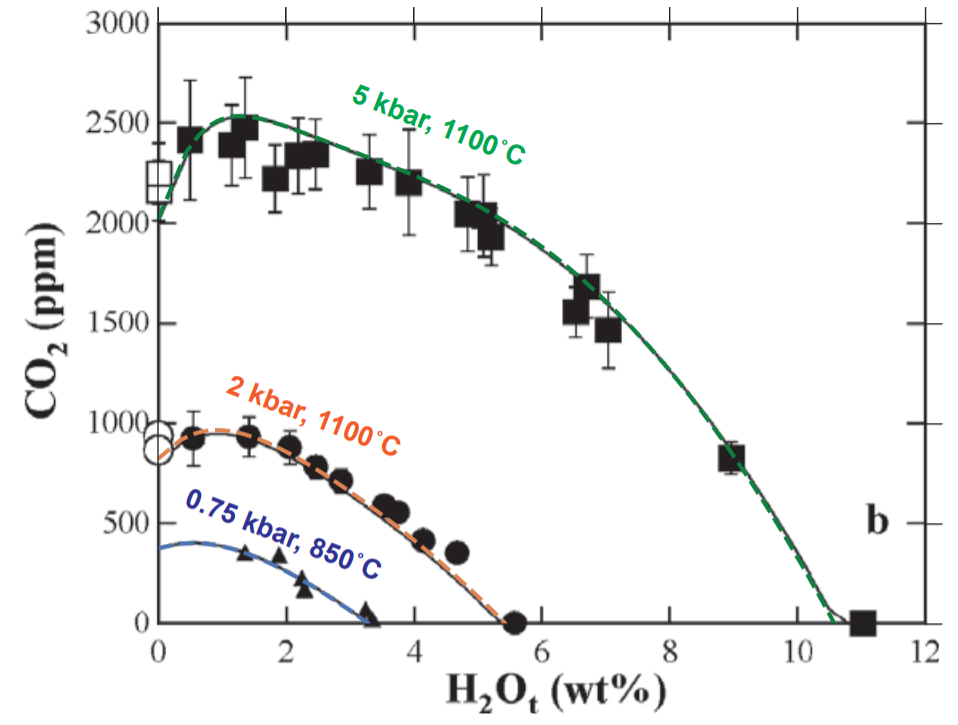 3000
2500
2000
1500
1000
500
0
CO2 (ppm)
5 kbar, 1100˚C
2 kbar, 1100˚C
0.75 kbar, 850˚C
b
0 2 4 6 8 10 12
H2Ot (wt%)